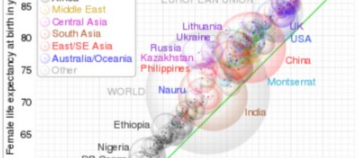 EUROPEAN UNION
85
Middle East
Central Asia
South Asia
East/SE Asia
Australia/Oceania
Other
Female life expectancy at birth in y
80
75
70
65
Lithuania
Ukraine
Russia
Kazakhstan
Philippines
UK
USA
China
Montserrat
WORLD
Nauru
India
Ethiopia
Nigeria